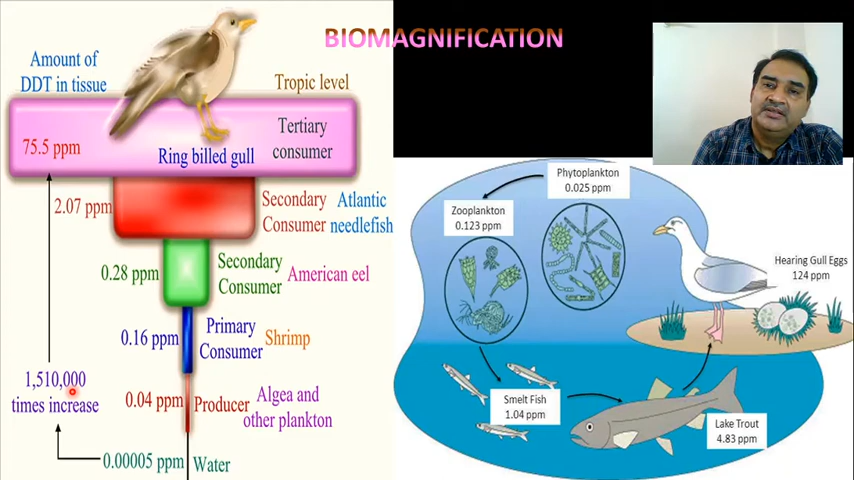 BIOMAGNIFICATION
Amount of
DDT in tissue
Tropic level
75.5 ppm
Ring billed gull
Tertiary
consumer
2.07 ppm
Secondary
Consumer
Atlantic
needlefish
0.28 ppm
Secondary
Consumer
American eel
0.16 ppm
Primary
Consumer
Shrimp
1,510,000
times increase
0.04 ppm
Producer
Algea and
other plankton
0.00005 ppm
Water
Phytoplankton
0.025 ppm
Zooplankton
0.123 ppm
Hearing Gull Eggs
124 ppm
Smelt Fish
1.04 ppm
Lake Trout
4.83 ppm